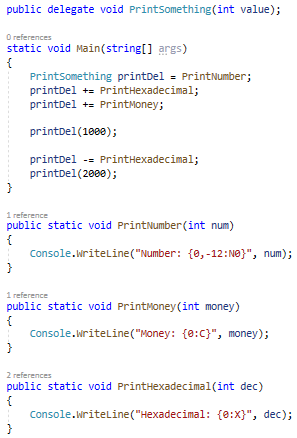 public delegate void PrintSomething(int value);
0 references
static void Main(string[] args)
{
PrintSomething printDel = PrintNumber;
printDel += PrintHexadecimal;
printDel += PrintMoney;
printDel(1000);
printDel -= PrintHexadecimal;
printDel(2000);
}
1 reference
public static void PrintNumber(int num)
{
Console.WriteLine("Number: {0,-12:N0}", num);
}
1 reference
public static void PrintMoney(int money)
{
Console.WriteLine("Money: {0:C}", money);
}
2 references
public static void PrintHexadecimal(int dec)
{
Console.WriteLine("Hexadecimal: {0:X}", dec);
}